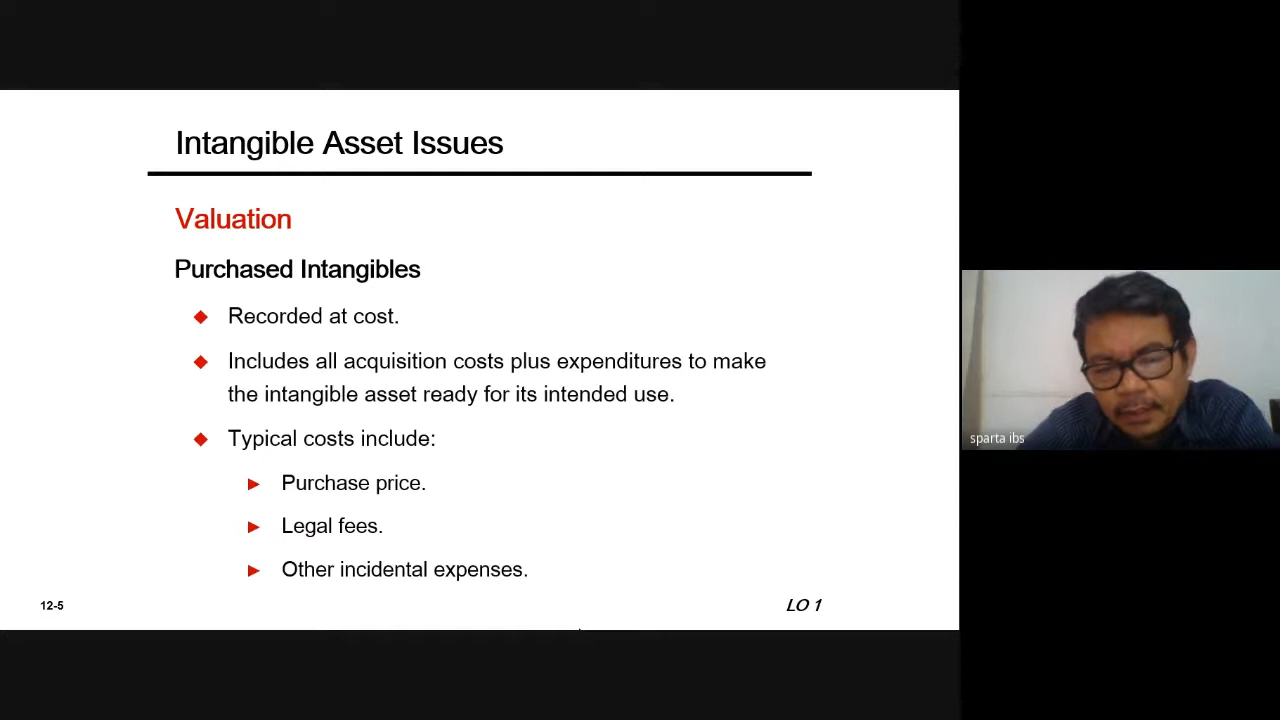 Intangible Asset Issues
Valuation
Purchased Intangibles
Recorded at cost.
Includes all acquisition costs plus expenditures to make
the intangible asset ready for its intended use.
Typical costs include:
Purchase price.
Legal fees.
Other incidental expenses.
12-5
LO 1
sparta ibs